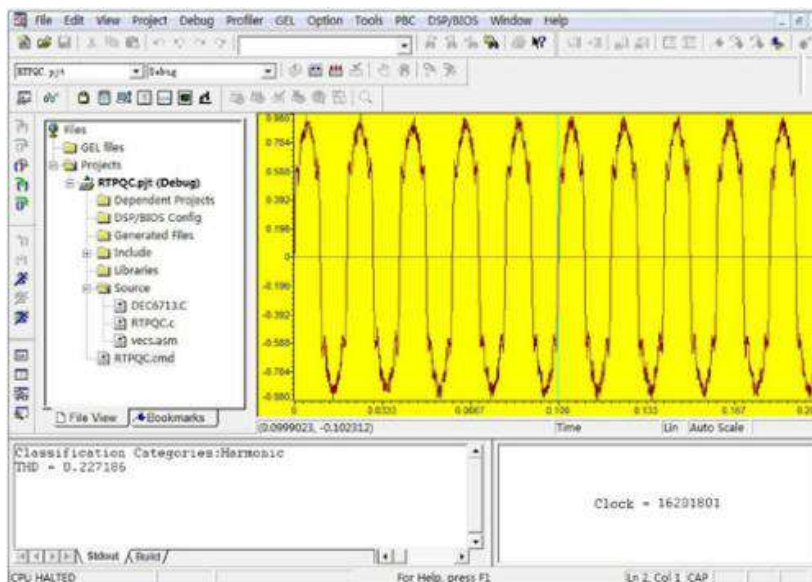 File Edit View Project Debug Profiler GEL Option Tools PBC DSP/BIOS Window Help
RTPQC.pjt Debug
Files
GEL files
Projects
RTPQC.pjt (Debug)
Dependent Projects
DSP/BIOS Config
Generated Files
Include
Libraries
Source
DEC6713.C
RTPQC.c
vecs.asm
RTPQC.cmd
File View Bookmarks
0.980
0.784
0.588
0.392
0.196
0
-0.196
-0.392
-0.588
-0.784
-0.980
0 0.0333 0.0667 0.100 0.133 0.167
(0.0999023, -0.102312) Time Lin Auto Scale
Classification Categories:Harmonic
THD = 0.227186
Clock = 16201801
Stdout Build
CPU HALTED For Help, press F1 Ln 2, Col 1 CAP